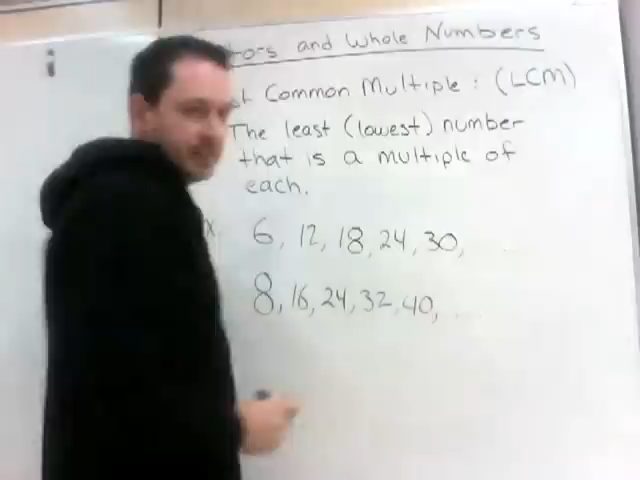 and Whole Numbers
Common Multiple : (LCM)
The least (lowest) number
that is a multiple of
each.
6, 12, 18, 24, 30,
8, 16, 24, 32, 40, ....